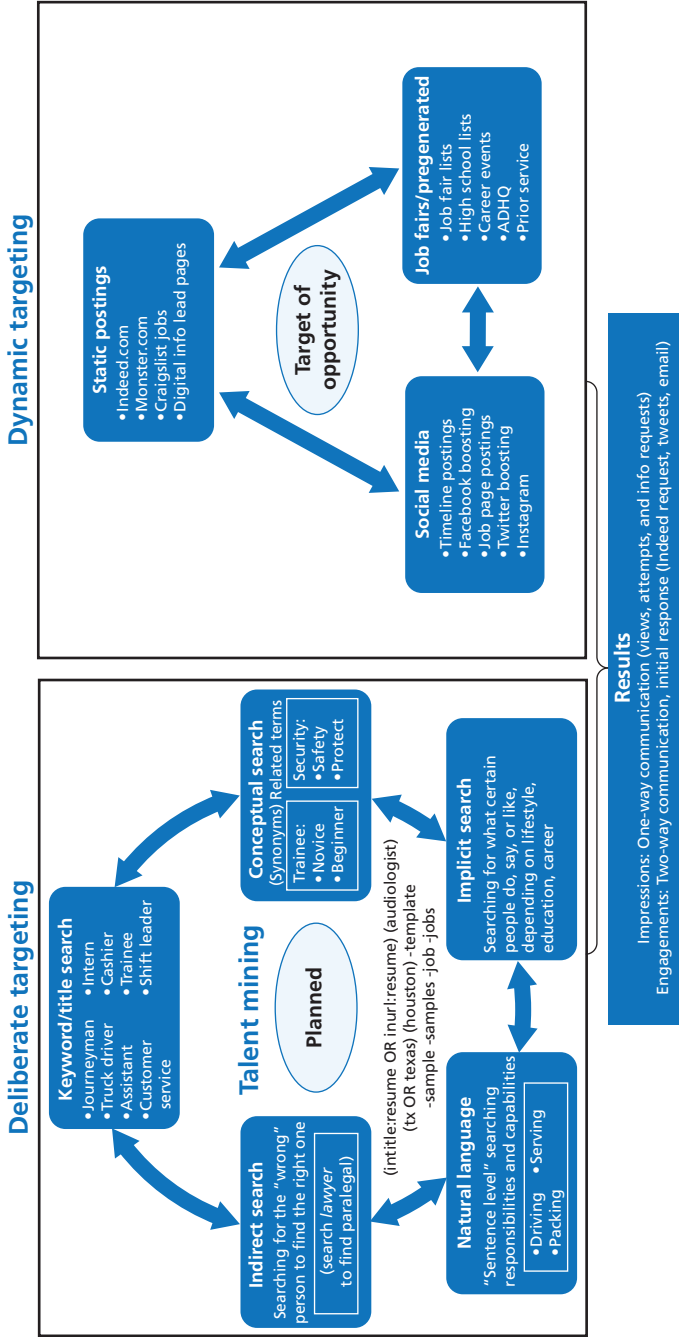 Deliberate targeting
Keyword/title search
•Journeyman
•Truck driver
•Assistant
•Customer
service
•Intern
•Cashier
•Trainee
•Shift leader
Indirect search
Searching for the “wrong”
person to find the right one
(search lawyer
to find paralegal)
Talent mining
Planned
Conceptual search
(Synonyms) Related terms
Trainee:
•Novice
•Beginner
Security:
•Safety
•Protect
(intitle:resume OR inurl:resume) (audiologist)
(tx OR texas) (houston) -template
-sample -samples -job -jobs
Natural language
“Sentence level” searching
responsibilities and capabilities
•Driving
•Serving
•Packing
Implicit search
Searching for what certain
people do, say, or like,
depending on lifestyle,
education, career
Dynamic targeting
Static postings
•Indeed.com
•Monster.com
•Craigslist jobs
•Digital info lead pages
Target of
opportunity
Social media
•Timeline postings
•Facebook boosting
•Job page postings
•Twitter boosting
•Instagram
Job fairs/pregenerated
•Job fair lists
•High school lists
•Career events
•ADHQ
•Prior service
Results
Impressions: One-way communication (views, attempts, and info requests)
Engagements: Two-way communication, initial response (Indeed request, tweets, email)